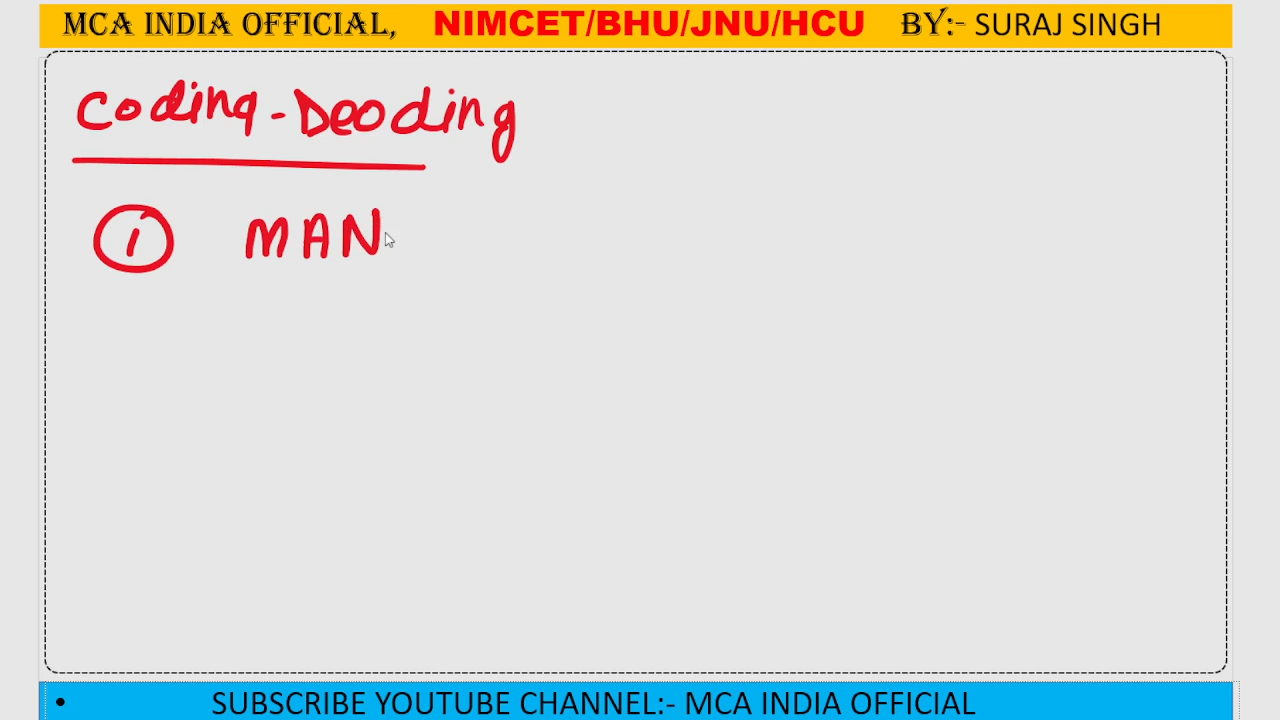 MCA INDIA OFFICIAL, NIMCET/BHU/JNU/HCU BY:- SURAJ SINGH
Coding-Deoding
1 MAN
• SUBSCRIBE YOUTUBE CHANNEL:- MCA INDIA OFFICIAL